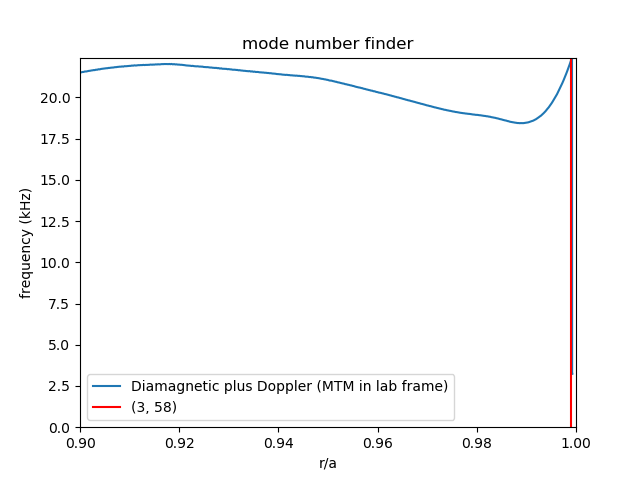 mode number finder
frequency (kHz)
20.0
17.5
15.0
12.5
10.0
7.5
5.0
2.5
0.0
Diamagnetic plus Doppler (MTM in lab frame)
(3, 58)
0.90 0.92 0.94 0.96 0.98 1.00
r/a